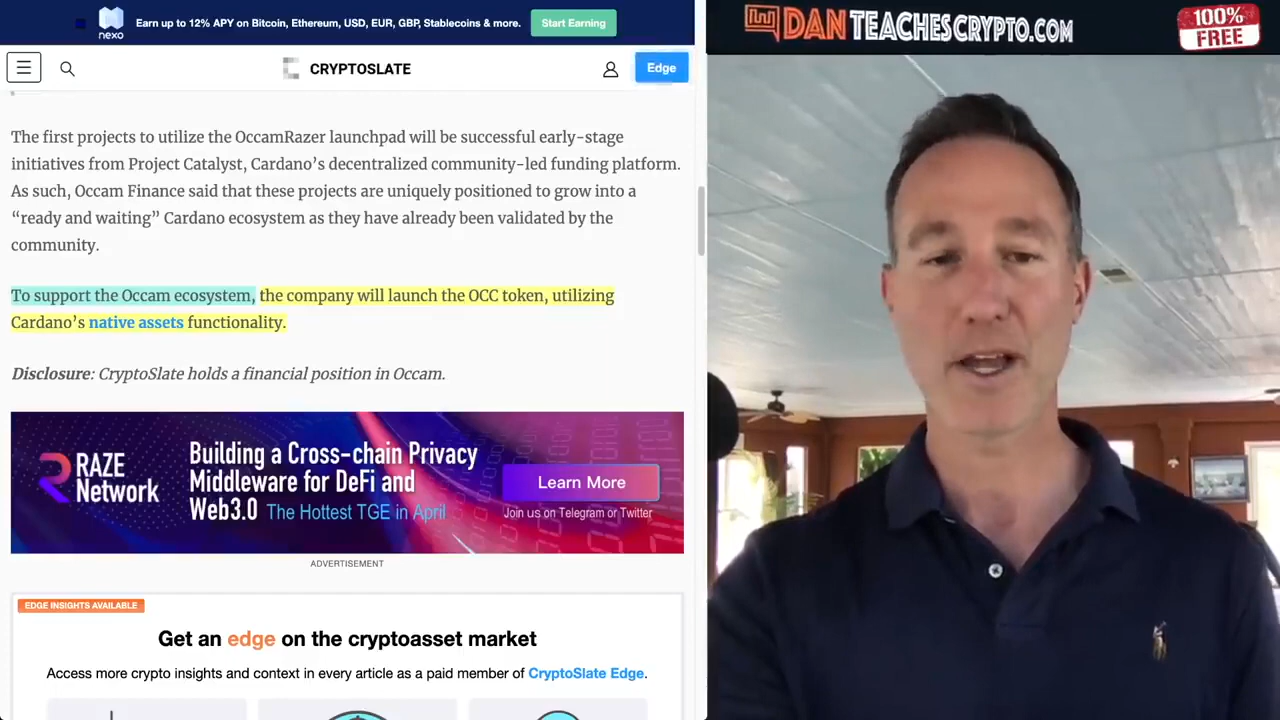 nexo
Earn up to 12% APY on Bitcoin, Ethereum, USD, EUR, GBP, Stablecoins & more.
Start Earning
CRYPTOSLATE
Edge
The first projects to utilize the OccamRazer launchpad will be successful early-stage
initiatives from Project Catalyst, Cardano’s decentralized community-led funding platform.
As such, Occam Finance said that these projects are uniquely positioned to grow into a
“ready and waiting” Cardano ecosystem as they have already been validated by the
community.
To support the Occam ecosystem, the company will launch the OCC token, utilizing
Cardano’s native assets functionality.
Disclosure: CryptoSlate holds a financial position in Occam.
RAZE
Network
Building a Cross-chain Privacy
Middleware for DeFi and
Web3.0 The Hottest TGE in April
Learn More
Join us on Telegram or Twitter
ADVERTISEMENT
EDGE INSIGHTS AVAILABLE
Get an edge on the cryptoasset market
Access more crypto insights and context in every article as a paid member of CryptoSlate Edge.
DANTEACHESCRYPTO.COM
100%
FREE